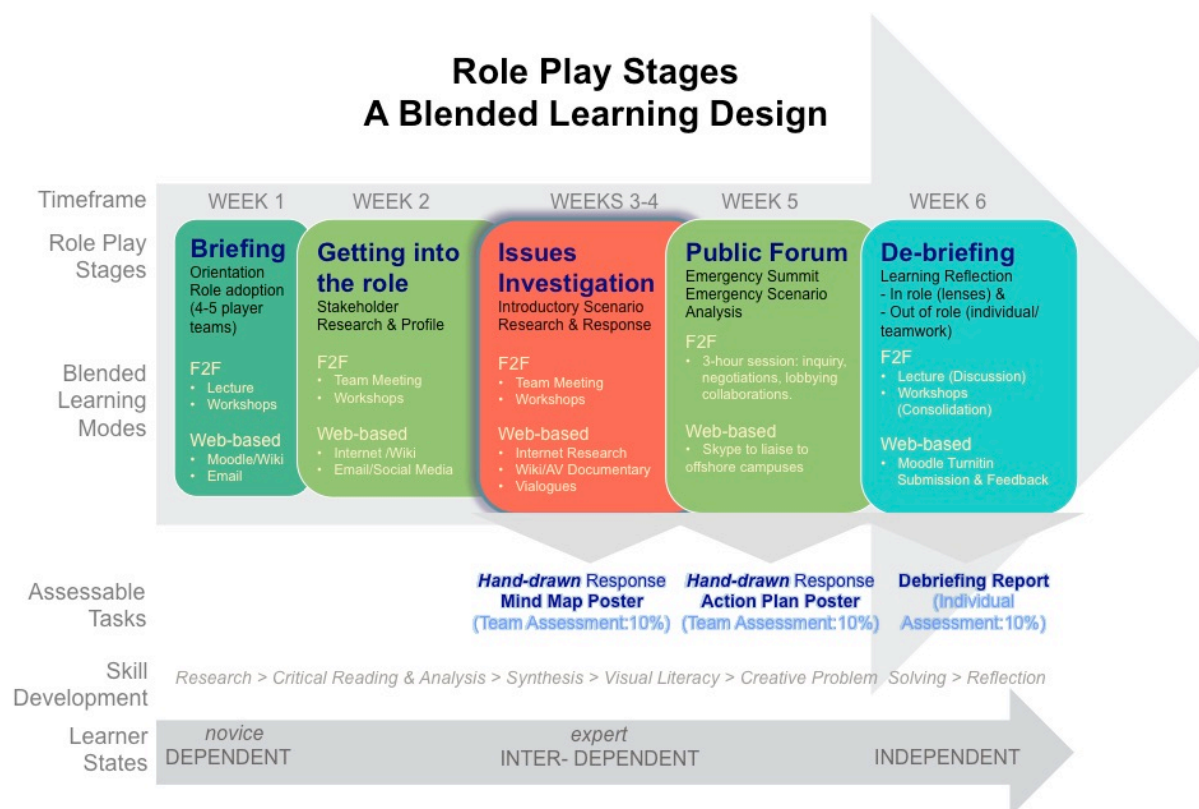 Role Play Stages
A Blended Learning Design
Timeframe
WEEK 1
WEEK 2
WEEKS 3-4
WEEK 5
WEEK 6
Role Play
Stages
Blended
Learning
Modes
Briefing
Orientation
Role adoption
(4-5 player
teams)
F2F
• Lecture
• Workshops
Web-based
• Moodle/Wiki
• Email
Getting into
the role
Stakeholder
Research & Profile
F2F
• Team Meeting
• Workshops
Web-based
• Internet /Wiki
• Email/Social Media
Issues
Investigation
Introductory Scenario
Research & Response
F2F
• Team Meeting
• Workshops
Web-based
• Internet Research
• Wiki/AV Documentary
• Vialogues
Public Forum
Emergency Summit
Emergency Scenario
Analysis
F2F
• 3-hour session: inquiry,
negotiations, lobbying
collaborations.
Web-based
• Skype to liaise to
offshore campuses
De-briefing
Learning Reflection
- In role (lenses) &
- Out of role (individual/
teamwork)
F2F
• Lecture (Discussion)
• Workshops
(Consolidation)
Web-based
• Moodle Turnitin
Submission & Feedback
Assessable
Tasks
Hand-drawn Response
Mind Map Poster
(Team Assessment:10%)
Hand-drawn Response
Action Plan Poster
(Team Assessment:10%)
Debriefing Report
(Individual
Assessment:10%)
Skill
Development
Research > Critical Reading & Analysis > Synthesis > Visual Literacy > Creative Problem Solving > Reflection
Learner
States
novice
DEPENDENT
expert
INTER- DEPENDENT
INDEPENDENT